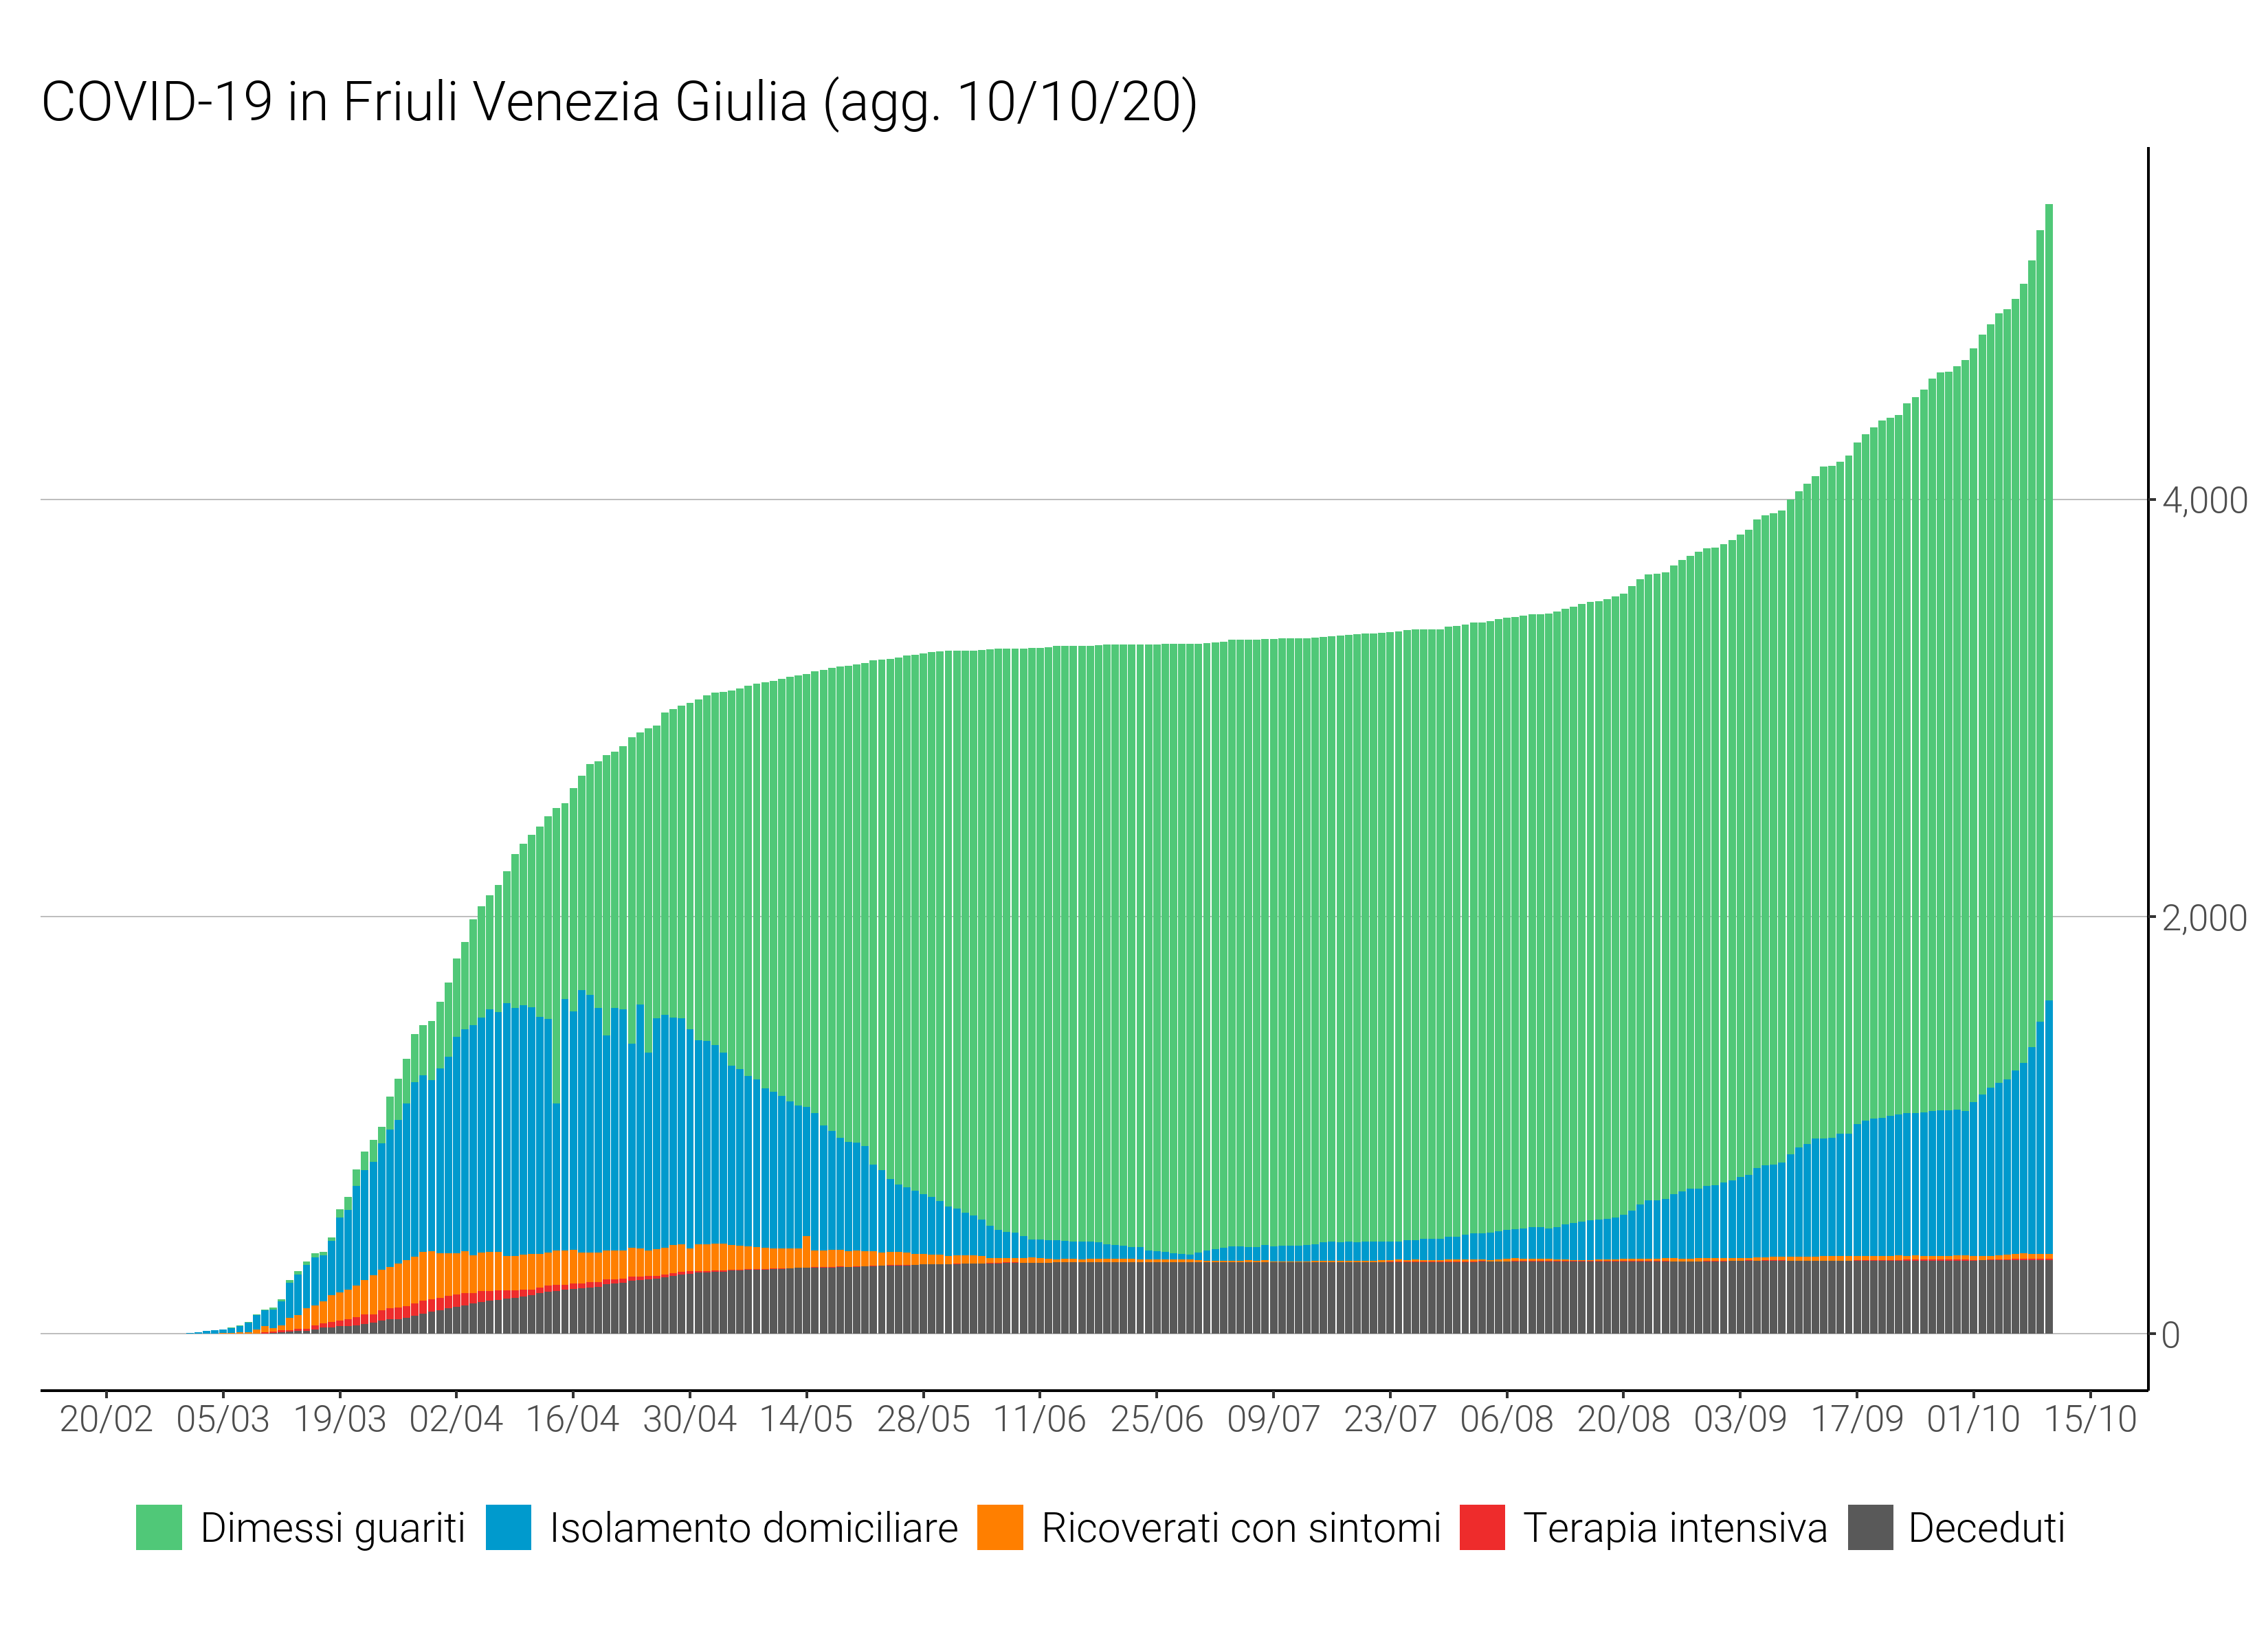 COVID-19 in Friuli Venezia Giulia (agg. 10/10/20)
4,000
2,000
0
20/02 05/03 19/03 02/04 16/04 30/04 14/05 28/05 11/06 25/06 09/07 23/07 06/08 20/08 03/09 17/09 01/10 15/10
Dimessi guariti Isolamento domiciliare Ricoverati con sintomi Terapia intensiva Deceduti